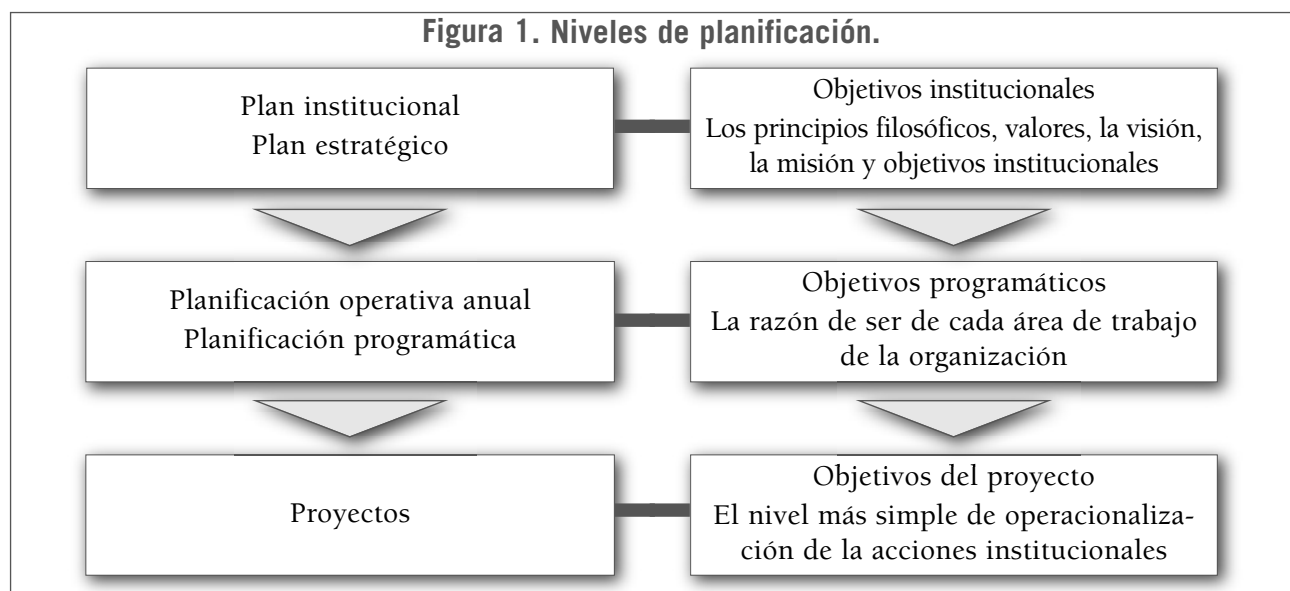 Figura 1. Niveles de planificación.
Plan institucional
Plan estratégico
Objetivos institucionales
Los principios filosóficos, valores, la visión,
la misión y objetivos institucionales
Planificación operativa anual
Planificación programática
Objetivos programáticos
La razón de ser de cada área de trabajo
de la organización
Proyectos
Objetivos del proyecto
El nivel más simple de operacionaliza-
ción de la acciones institucionales